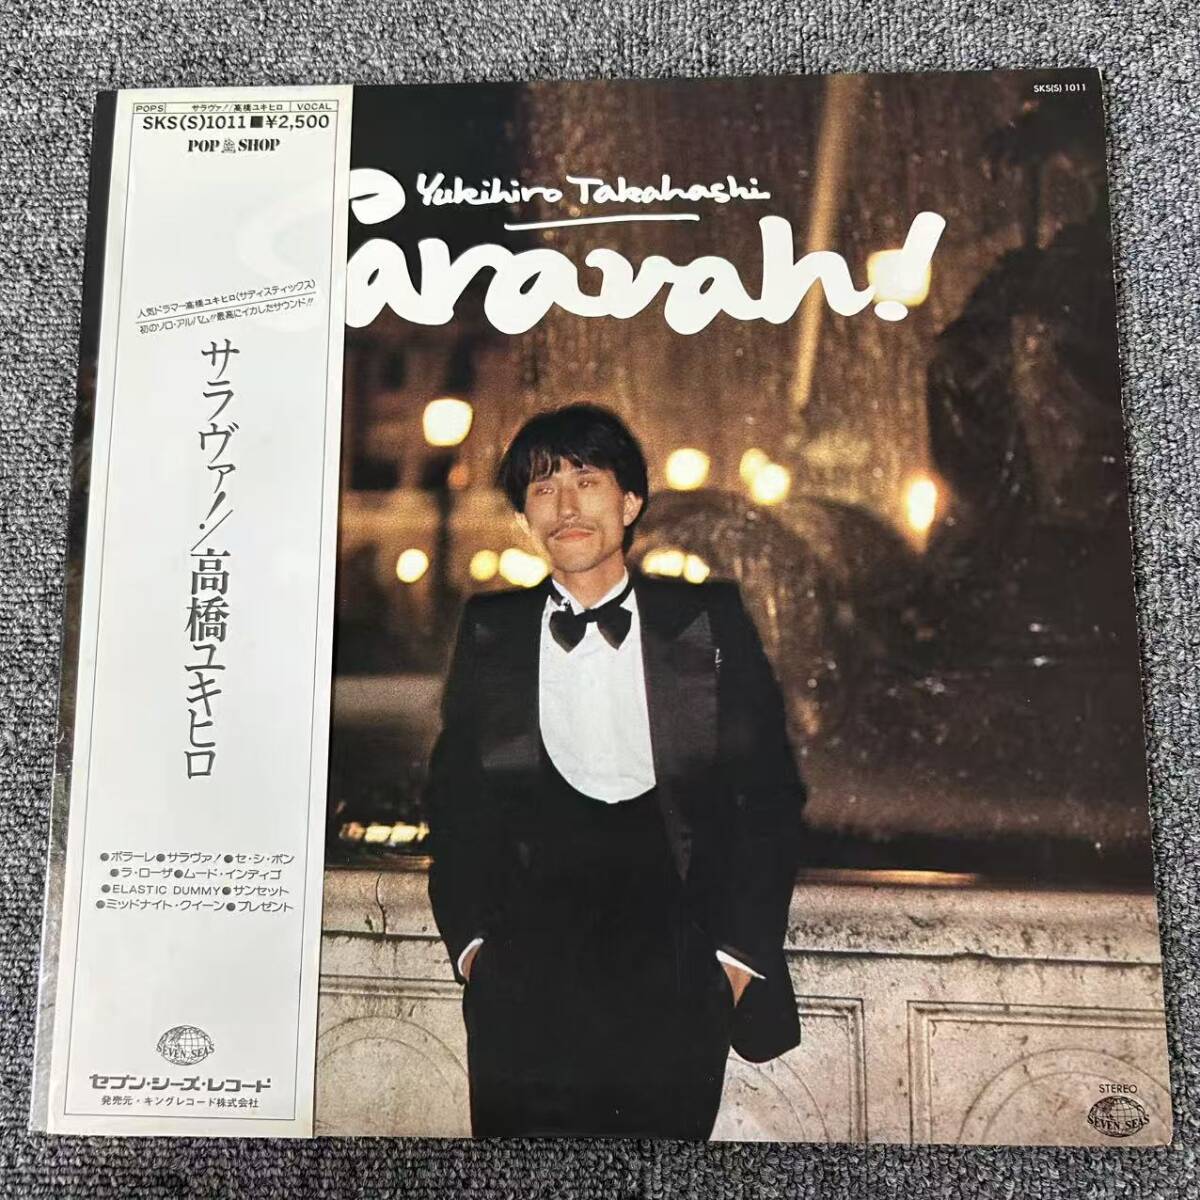 POPS サラヴァ!/高橋ユキヒロ VOCAL
SKS(S)1011■¥2,500
POP SHOP
人気ドラマー高橋ユキヒロ(サディスティックス)
初のソロ・アルバム!!最高にイカしたサウンド!!
サラヴァ!/高橋ユキヒロ
●ボラーレ●サラヴァ!●セ・シ・ボン
●ラ・ローザ●ムード・インディゴ
●ELASTIC DUMMY●サンセット
●ミッドナイト・クイーン●プレゼント
SEVEN SEAS
セブン・シーズ・レコード
発売元・キングレコード株式会社
SKS(S) 1011
Yukihiro Takahashi
Saravah!
STEREO
SEVEN SEAS